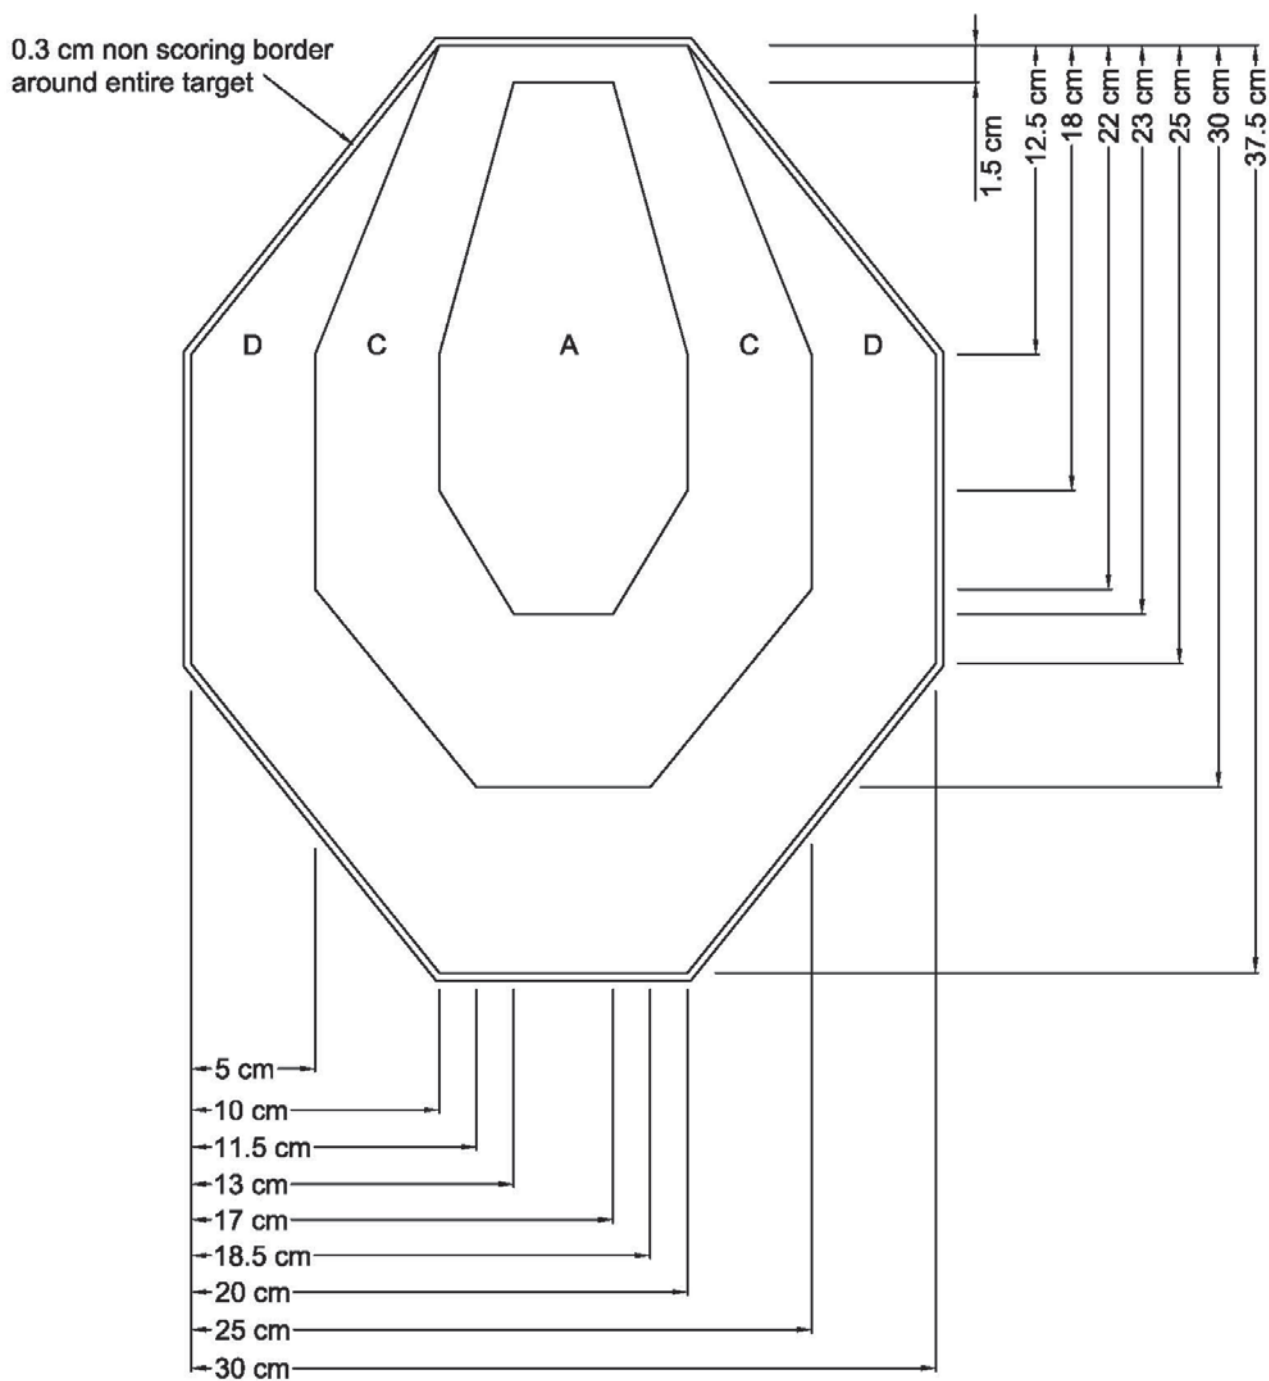 0.3 cm non scoring border
around entire target
1.5 cm
12.5 cm
18 cm
22 cm
23 cm
25 cm
30 cm
37.5 cm
D
C
A
C
D
5 cm
10 cm
11.5 cm
13 cm
17 cm
18.5 cm
20 cm
25 cm
30 cm